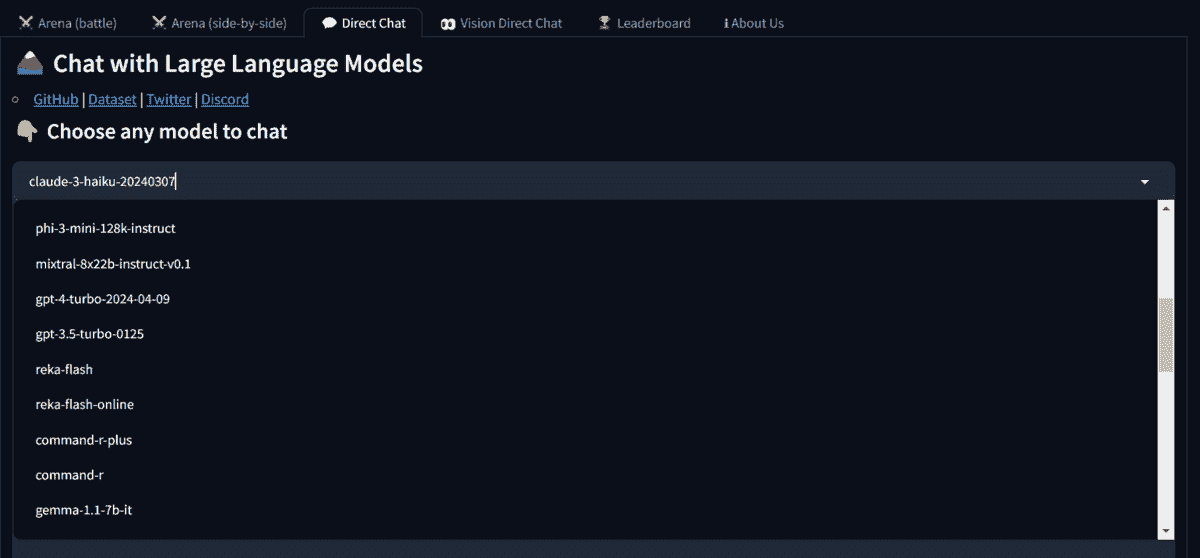 Arena (battle) Arena (side-by-side) Direct Chat Vision Direct Chat Leaderboard ℹ️ About Us
Chat with Large Language Models
GitHub | Dataset | Twitter | Discord
Choose any model to chat
claude-3-haiku-20240307
phi-3-mini-128k-instruct
mixtral-8x22b-instruct-v0.1
gpt-4-turbo-2024-04-09
gpt-3.5-turbo-0125
reka-flash
reka-flash-online
command-r-plus
command-r
gemma-1.1-7b-it